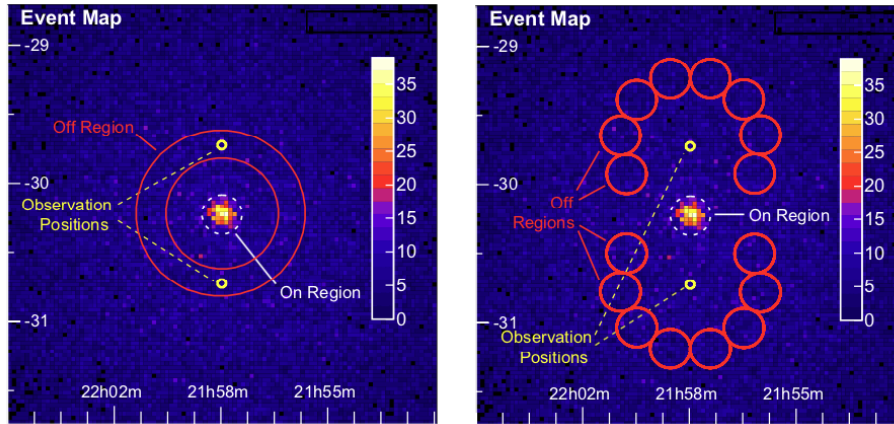 Event Map
-29
Off Region
-30
Observation
Positions
On Region
-31
22h02m
21h58m
21h55m
35
30
25
20
15
10
5
0
Event Map
-29
-30
Off
Regions
On Region
-31
Observation
Positions
22h02m
21h58m
21h55m
35
30
25
20
15
10
5
0